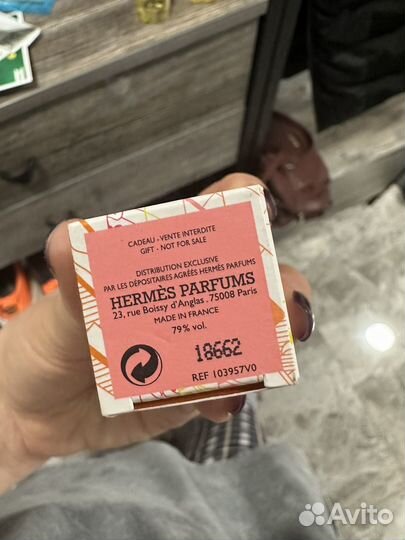 CADEAU - VENTE INTERDITE
GIFT - NOT FOR SALE
DISTRIBUTION EXCLUSIVE
PAR LES DÉPOSITAIRES AGRÉÉS HERMÈS PARFUMS
HERMÈS PARFUMS
23, rue Boissy d'Anglas, 75008 Paris
MADE IN FRANCE
79% vol.
18662
REF 103957V0
Avito